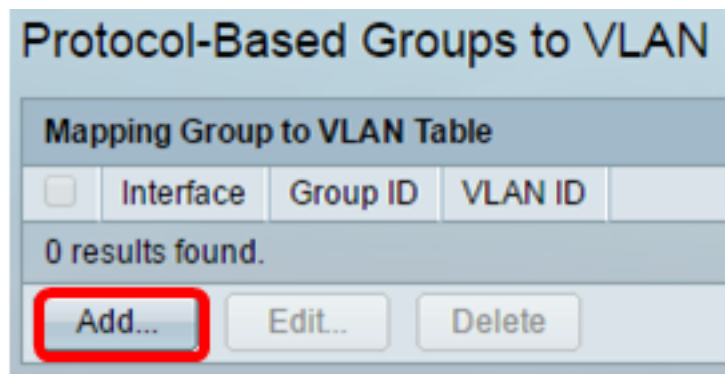 Protocol-Based Groups to VLAN
Mapping Group to VLAN Table
Interface Group ID VLAN ID
0 results found.
Add... Edit... Delete